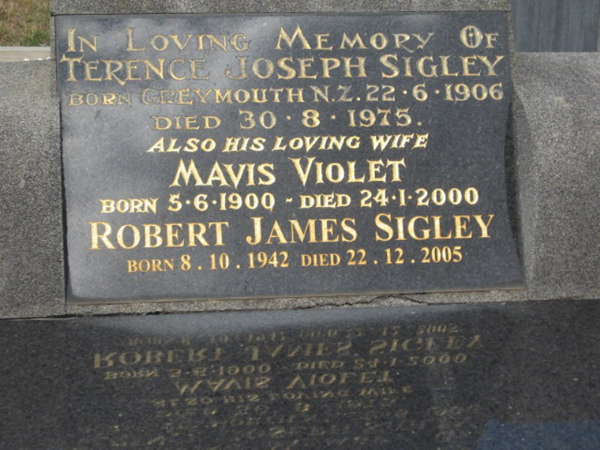 In Loving Memory Of
Terence Joseph Sigley
Born Greymouth N.Z. 22·6·1906
Died 30·8·1975.
Also His Loving Wife
Mavis Violet
Born 5·6·1900 - Died 24·1·2000
Robert James Sigley
Born 8.10.1942 Died 22.12.2005